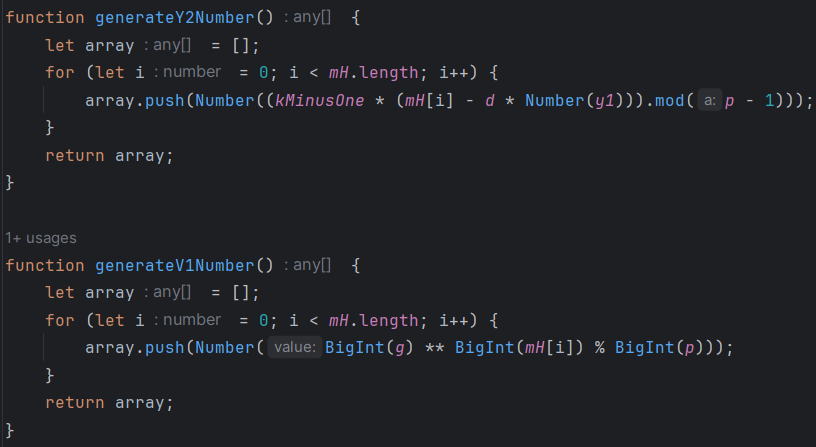 function generateY2Number() : any[] {
    let array : any[] = [];
    for (let i : number = 0; i < mH.length; i++) {
        array.push(Number((kMinusOne * (mH[i] - d * Number(y1))).mod( a: p - 1)));
    }
    return array;
}
1+ usages
function generateV1Number() : any[] {
    let array : any[] = [];
    for (let i : number = 0; i < mH.length; i++) {
        array.push(Number( value: BigInt(g) ** BigInt(mH[i]) % BigInt(p)));
    }
    return array;
}